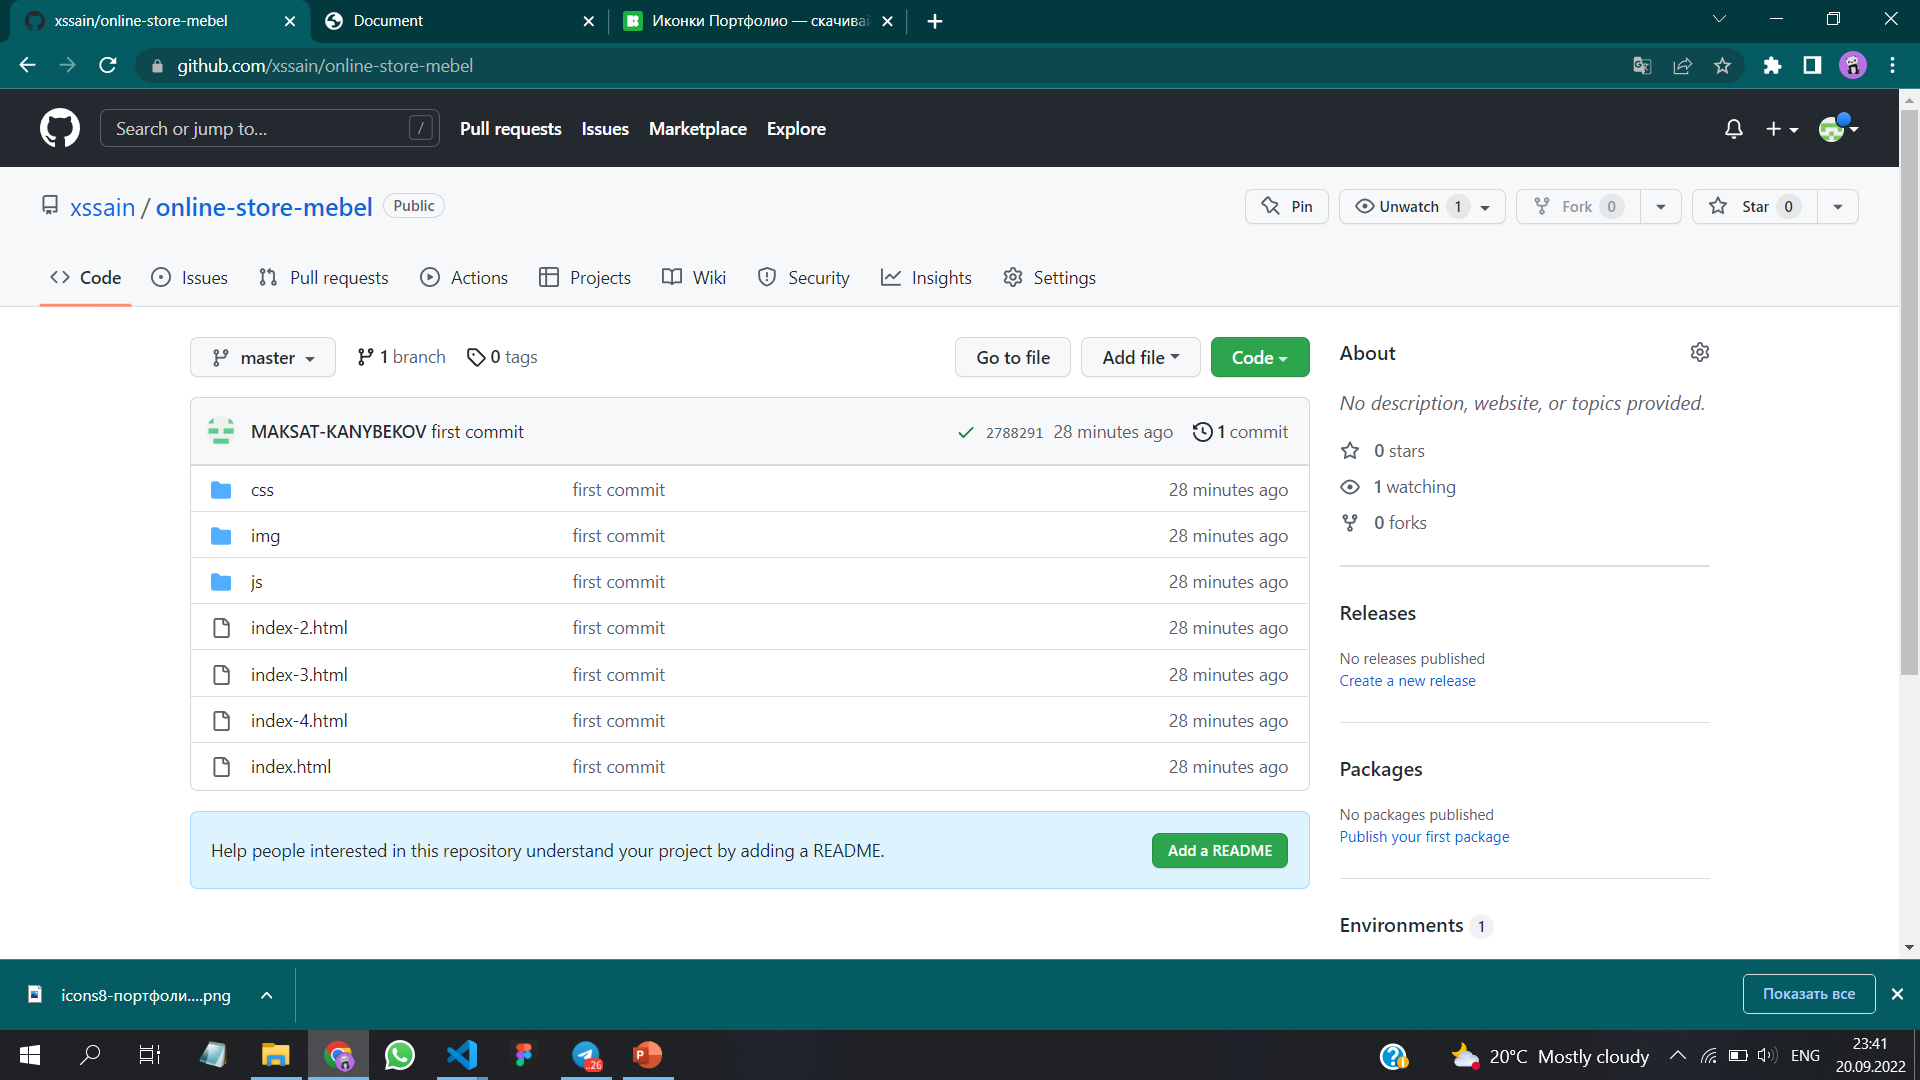 xssain/online-store-mebel
Document
Иконки Портфолио — скачивай
github.com/xssain/online-store-mebel
Search or jump to...
/
Pull requests
Issues
Marketplace
Explore
xssain / online-store-mebel
Public
Pin
Unwatch 1
Fork 0
Star 0
Code
Issues
Pull requests
Actions
Projects
Wiki
Security
Insights
Settings
master
1 branch
0 tags
Go to file
Add file
Code
MAKSAT-KANYBEKOV first commit
2788291 28 minutes ago
1 commit
css first commit 28 minutes ago
img first commit 28 minutes ago
js first commit 28 minutes ago
index-2.html first commit 28 minutes ago
index-3.html first commit 28 minutes ago
index-4.html first commit 28 minutes ago
index.html first commit 28 minutes ago
Help people interested in this repository understand your project by adding a README.
Add a README
About
No description, website, or topics provided.
0 stars
1 watching
0 forks
Releases
No releases published
Create a new release
Packages
No packages published
Publish your first package
Environments 1
icons8-портфоли....png
Показать все
..26
P
20°C Mostly cloudy
ENG
23:41
20.09.2022